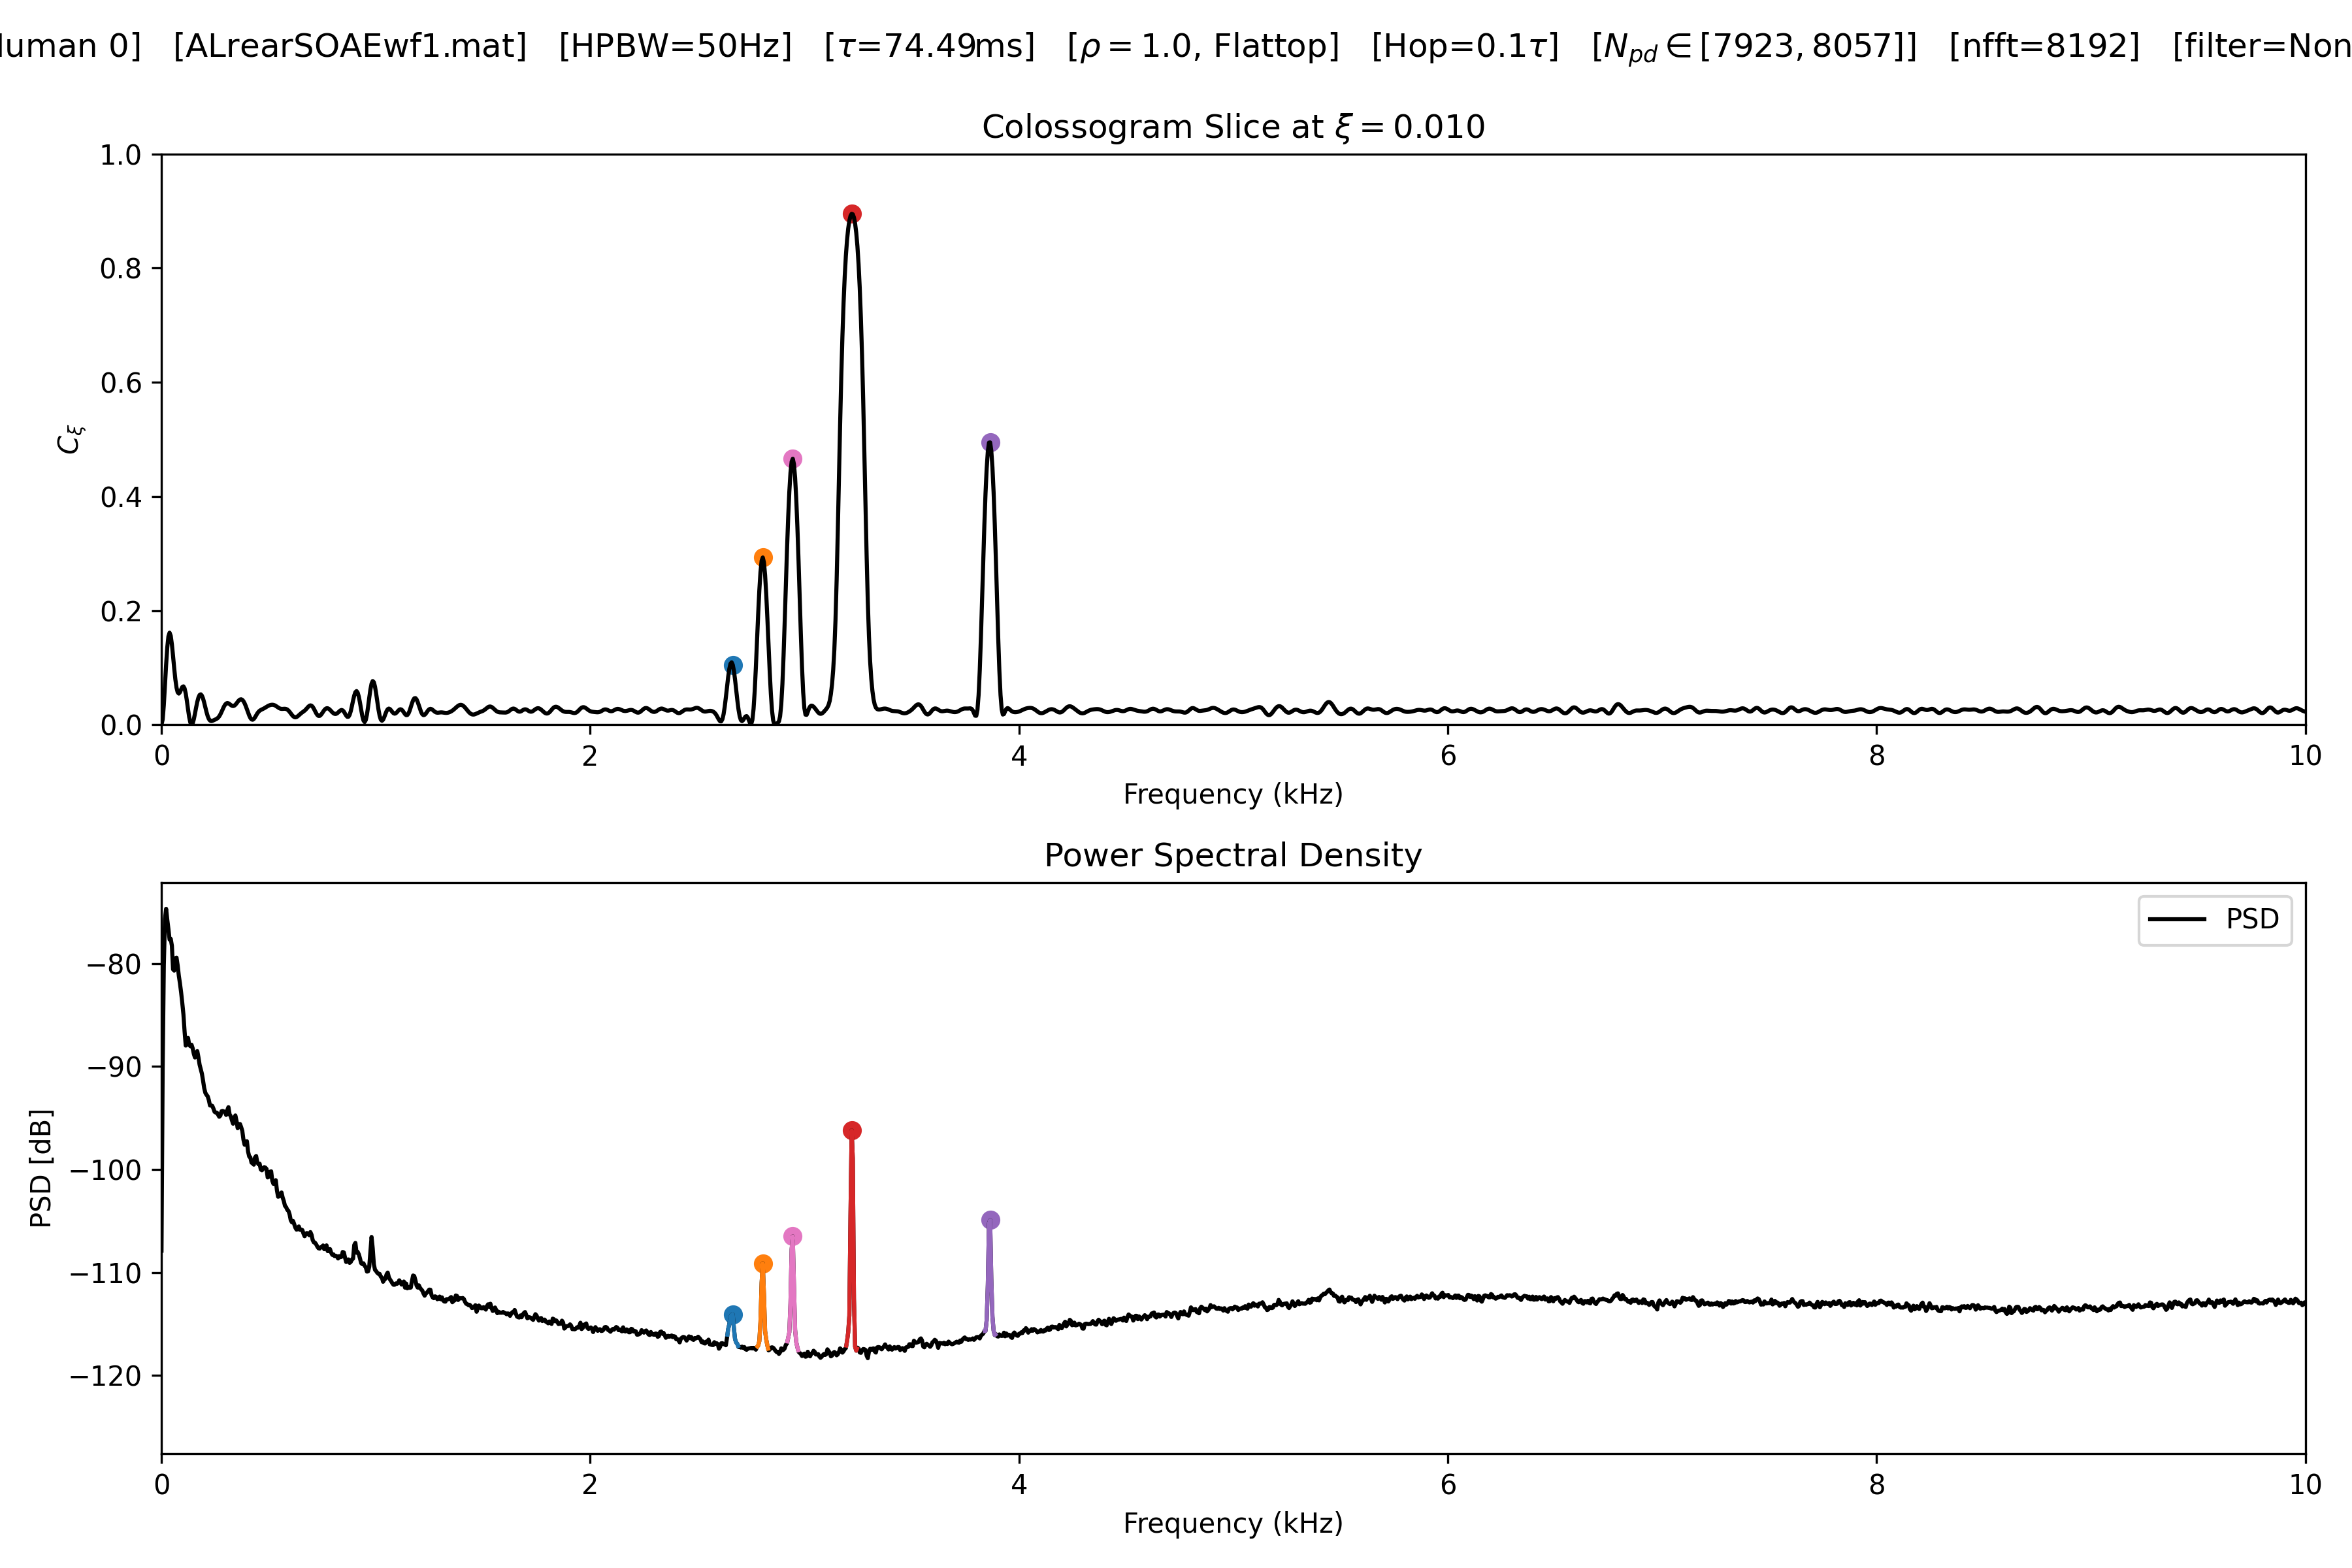 uman 0] [ALrearSOAEwf1.mat] [HPBW=50Hz] [τ=74.49ms] [ρ = 1.0, Flattop] [Hop=0.1τ] [N_pd ∈ [7923, 8057]] [nfft=8192] [filter=Non
Colossogram Slice at ξ = 0.010
1.0
0.8
0.6
0.4
0.2
0.0
C_ξ
0 2 4 6 8 10
Frequency (kHz)
Power Spectral Density
PSD
−80
−90
−100
−110
−120
PSD [dB]
0 2 4 6 8 10
Frequency (kHz)